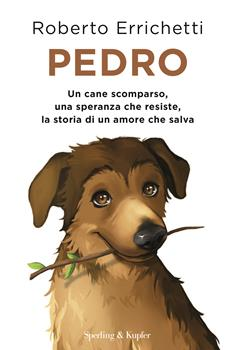 Roberto Errichetti
PEDRO
Un cane scomparso,
una speranza che resiste,
la storia di un amore che salva
Sperling & Kupfer